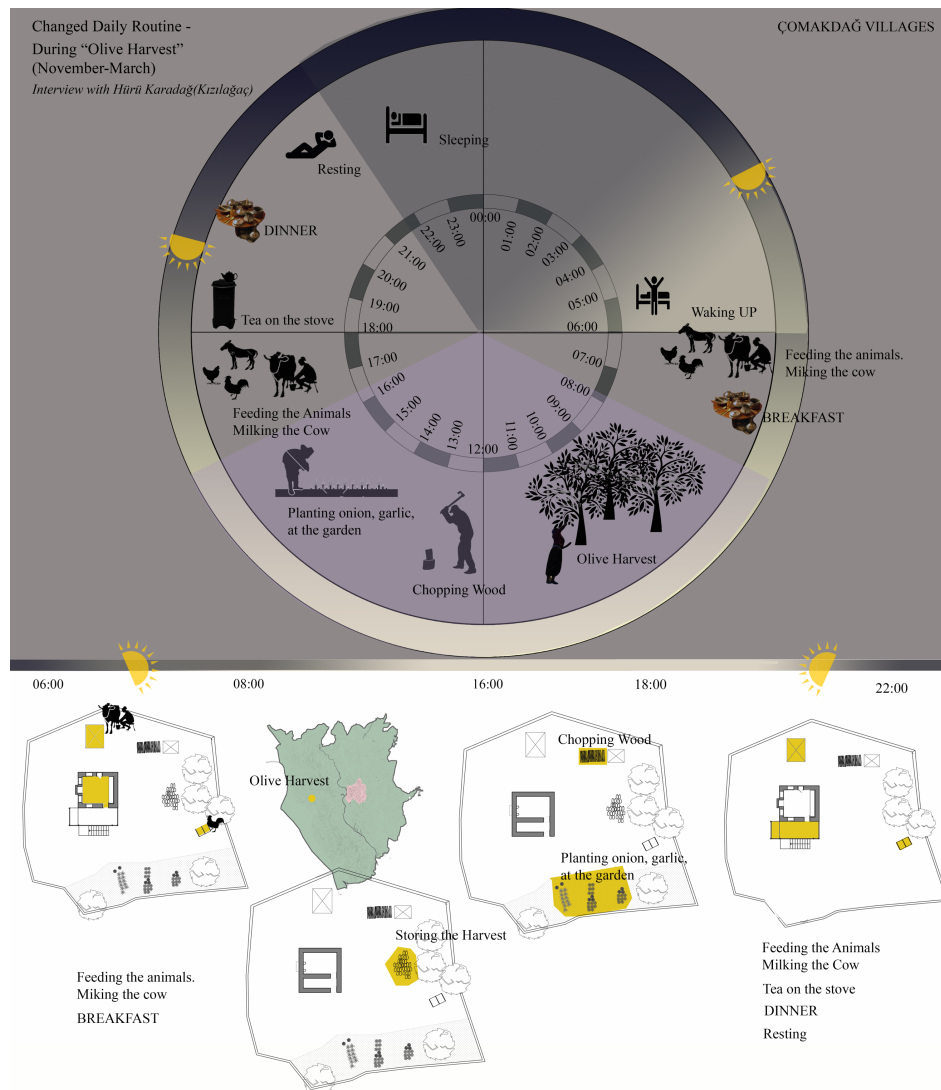 Changed Daily Routine -
During “Olive Harvest”
(November-March)
Interview with Hürü Karadağ(Kızılağaç)
ÇOMAKDAĞ VILLAGES
Sleeping
Resting
DINNER
Tea on the stove
Waking UP
Feeding the animals.
Miking the cow
BREAKFAST
Feeding the Animals
Milking the Cow
Planting onion, garlic,
at the garden
Chopping Wood
Olive Harvest
00:00
01:00
02:00
03:00
04:00
05:00
06:00
07:00
08:00
09:00
10:00
11:00
12:00
13:00
14:00
15:00
16:00
17:00
18:00
19:00
20:00
21:00
22:00
23:00
06:00
08:00
16:00
18:00
22:00
Olive Harvest
Chopping Wood
Planting onion, garlic,
at the garden
Storing the Harvest
Feeding the animals.
Miking the cow
BREAKFAST
Feeding the Animals
Milking the Cow
Tea on the stove
DINNER
Resting